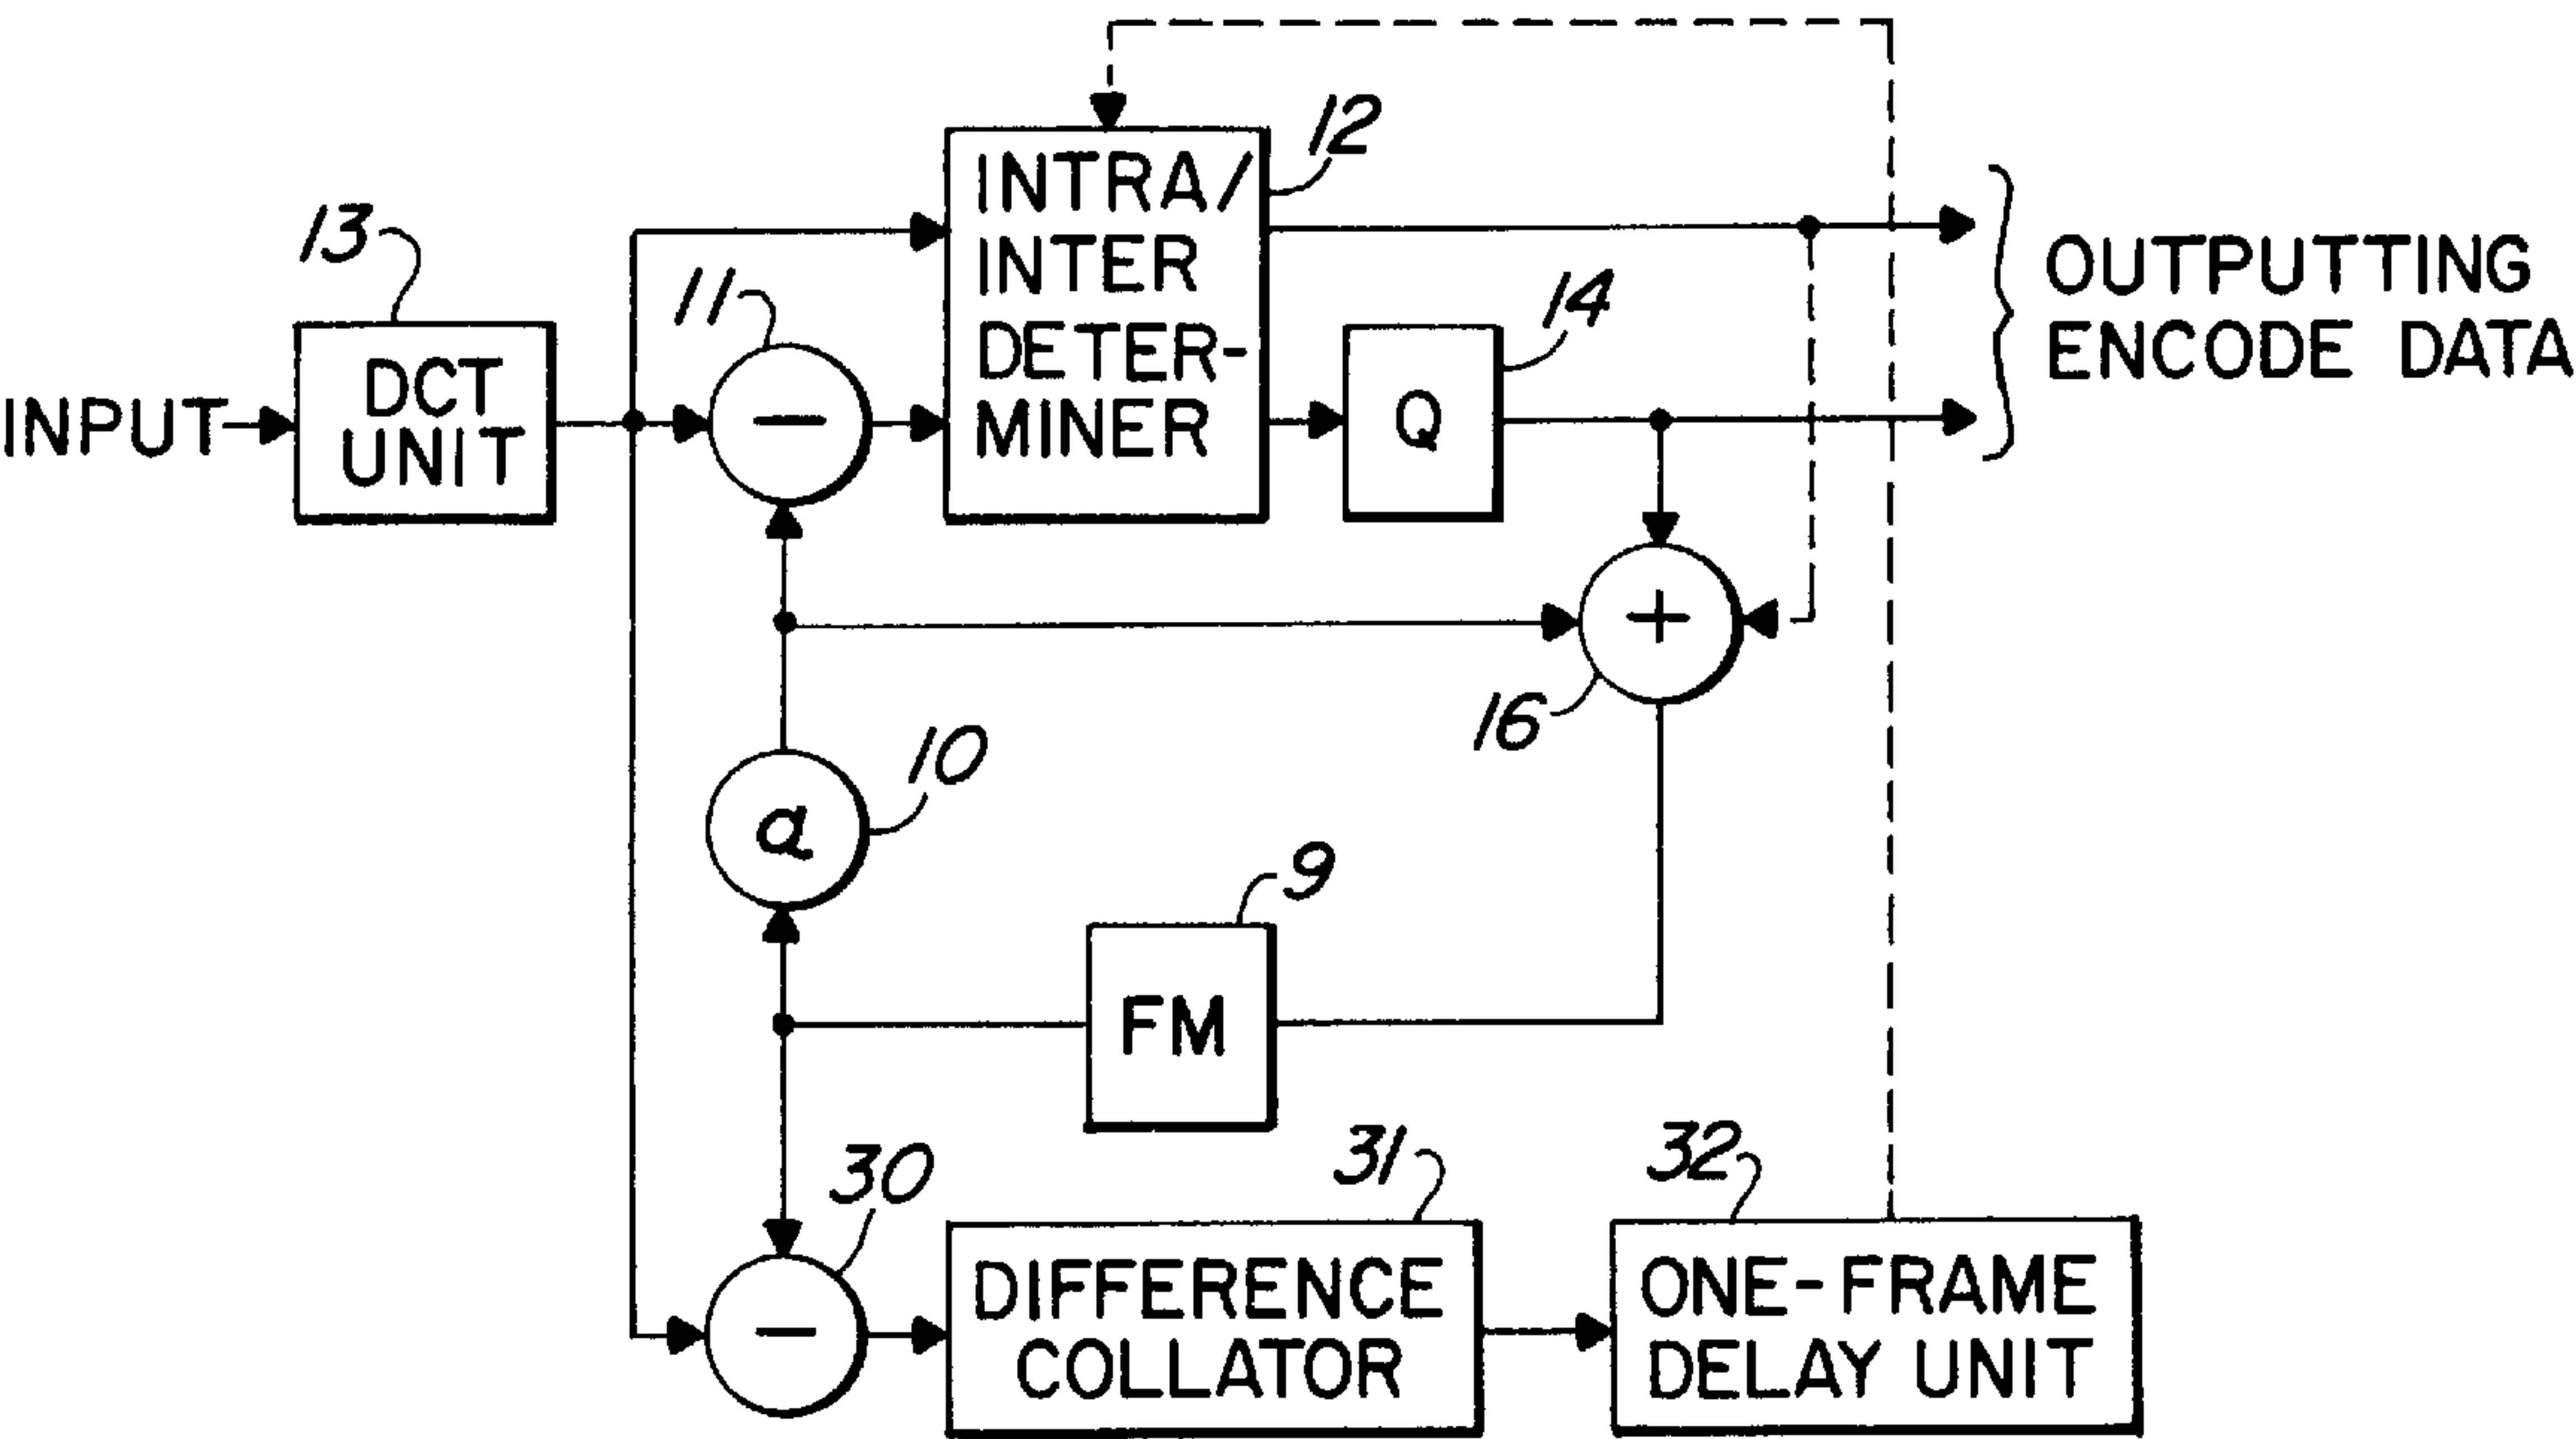 12
INTRA/
INTER
DETER-
MINER
13
11
14
OUTPUTTING
ENCODE DATA
INPUT
DCT
UNIT
−
Q
+
16
10
a
9
FM
30
31
32
−
DIFFERENCE
COLLATOR
ONE-FRAME
DELAY UNIT